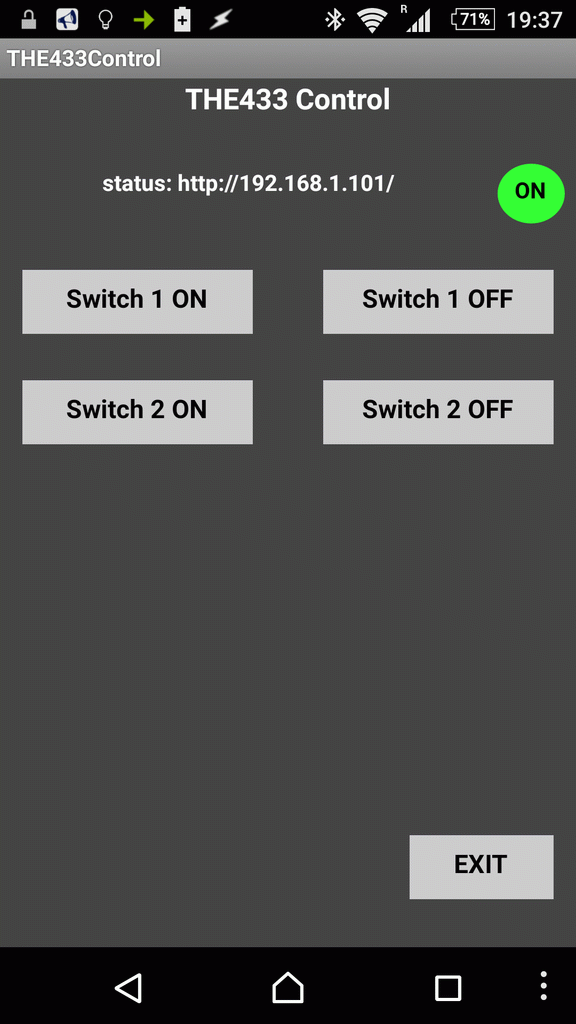 R 71% 19:37
THE433Control
THE433 Control
status: http://192.168.1.101/ ON
Switch 1 ON Switch 1 OFF
Switch 2 ON Switch 2 OFF
EXIT